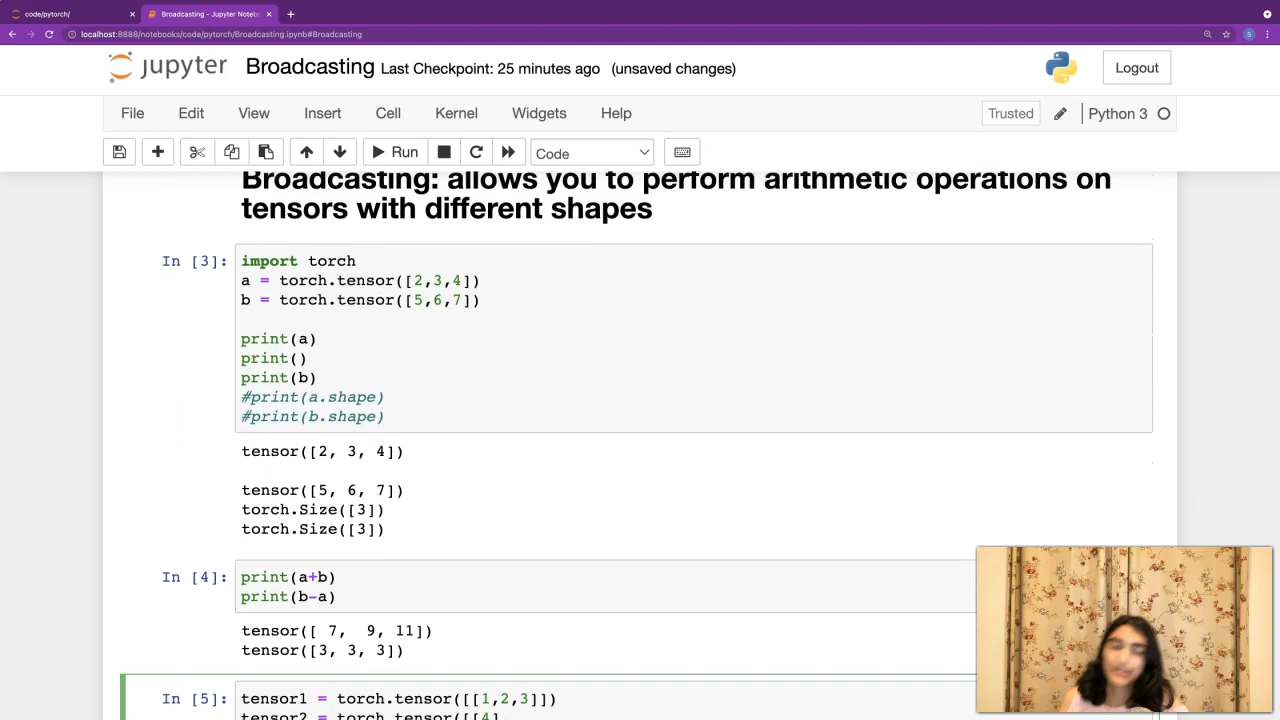 code/pytorch/
Broadcasting - Jupyter Noteb
localhost:8888/notebooks/code/pytorch/Broadcasting.ipynb#Broadcasting
S
jupyter Broadcasting Last Checkpoint: 25 minutes ago (unsaved changes)
Logout
File Edit View Insert Cell Kernel Widgets Help
Trusted
Python 3
Run
Code
Broadcasting: allows you to perform arithmetic operations on
tensors with different shapes
In [3]:
import torch
a = torch.tensor([2,3,4])
b = torch.tensor([5,6,7])
print(a)
print()
print(b)
#print(a.shape)
#print(b.shape)
tensor([2, 3, 4])
tensor([5, 6, 7])
torch.Size([3])
torch.Size([3])
In [4]:
print(a+b)
print(b-a)
tensor([ 7,  9, 11])
tensor([3, 3, 3])
In [5]:
tensor1 = torch.tensor([[1,2,3]])
tensor2 = torch.tensor([[4]